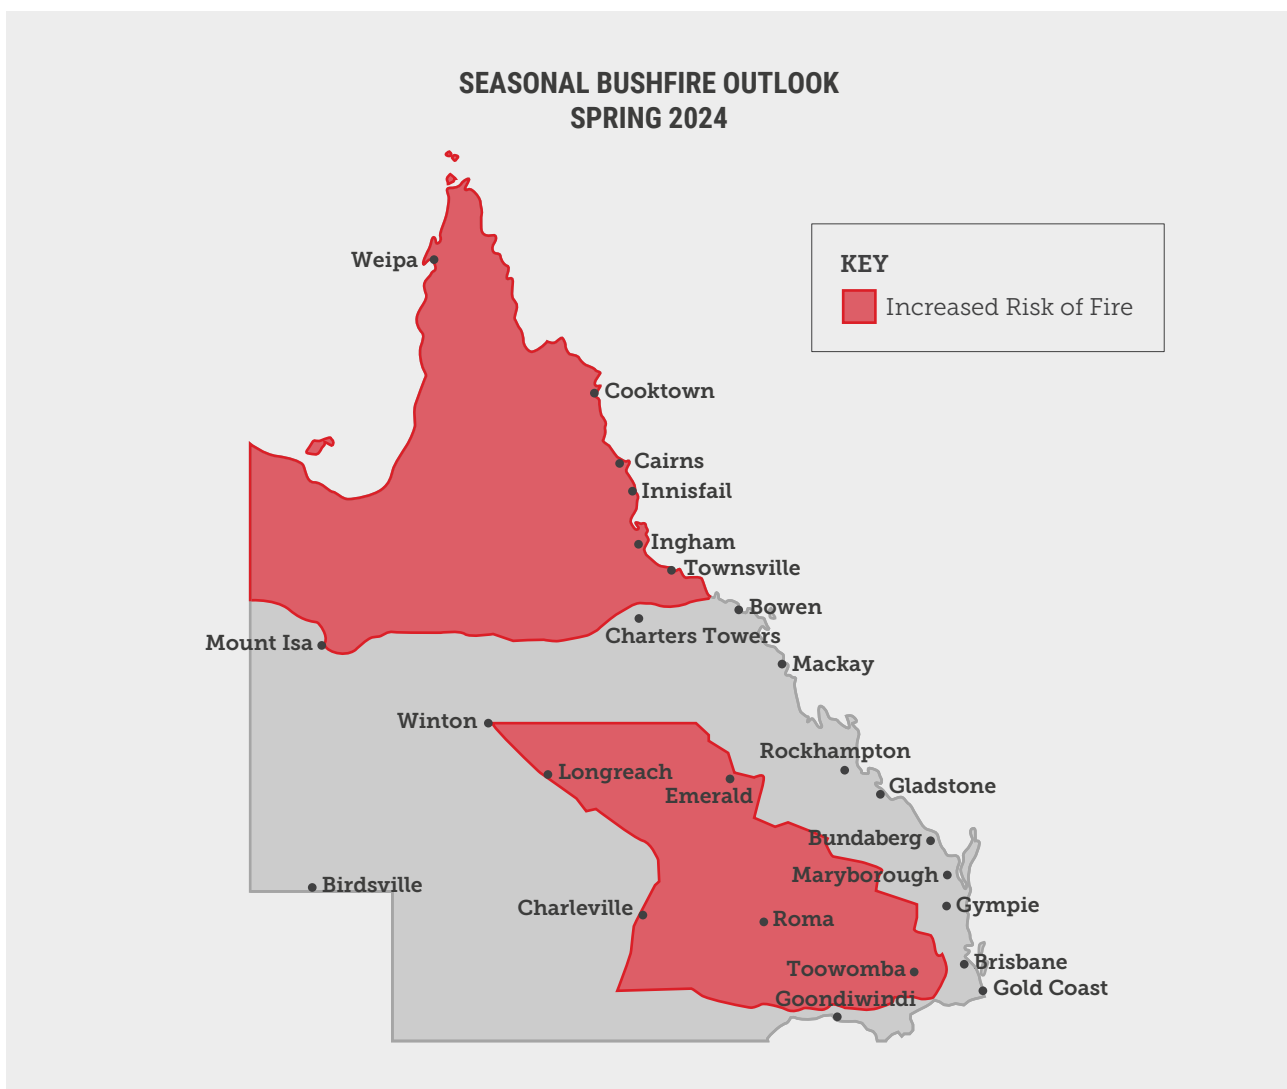 SEASONAL BUSHFIRE OUTLOOK
SPRING 2024
KEY
Increased Risk of Fire
Weipa
Cooktown
Cairns
Innisfail
Ingham
Townsville
Bowen
Charters Towers
Mount Isa
Mackay
Winton
Rockhampton
Longreach
Emerald
Gladstone
Bundaberg
Maryborough
Birdsville
Charleville
Gympie
Roma
Brisbane
Toowomba
Gold Coast
Goondiwindi